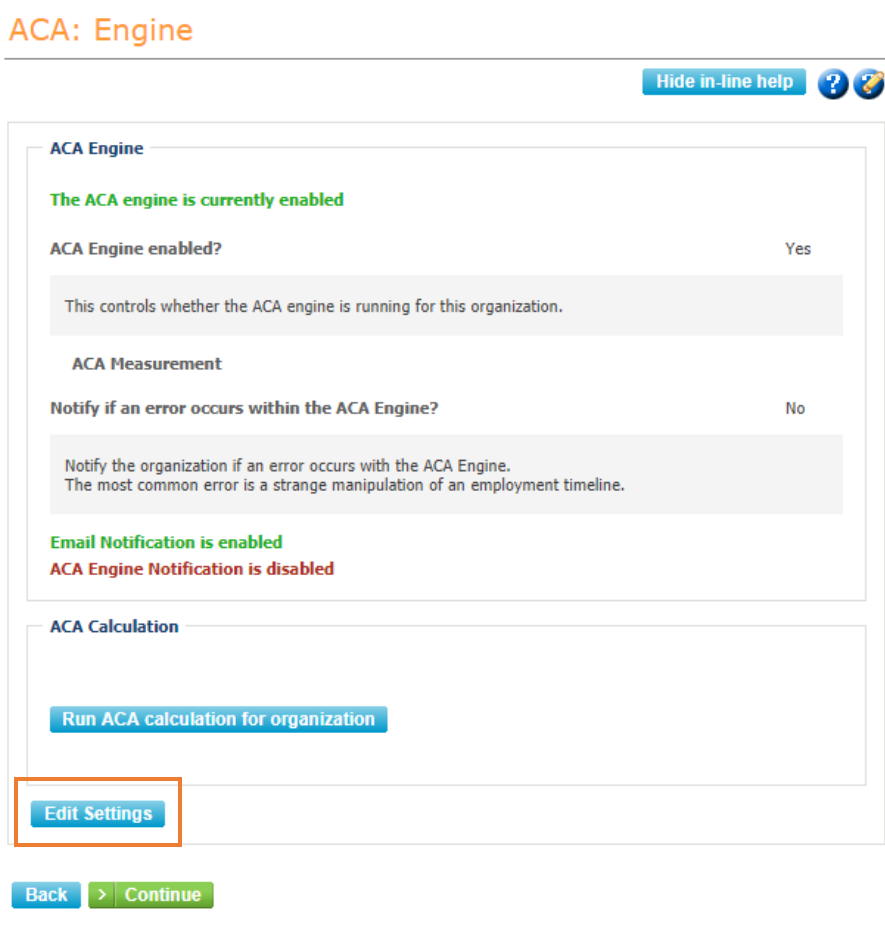 ACA: Engine
Hide in-line help
ACA Engine
The ACA engine is currently enabled
ACA Engine enabled? Yes
This controls whether the ACA engine is running for this organization.
ACA Measurement
Notify if an error occurs within the ACA Engine? No
Notify the organization if an error occurs with the ACA Engine.
The most common error is a strange manipulation of an employment timeline.
Email Notification is enabled
ACA Engine Notification is disabled
ACA Calculation
Run ACA calculation for organization
Edit Settings
Back > Continue